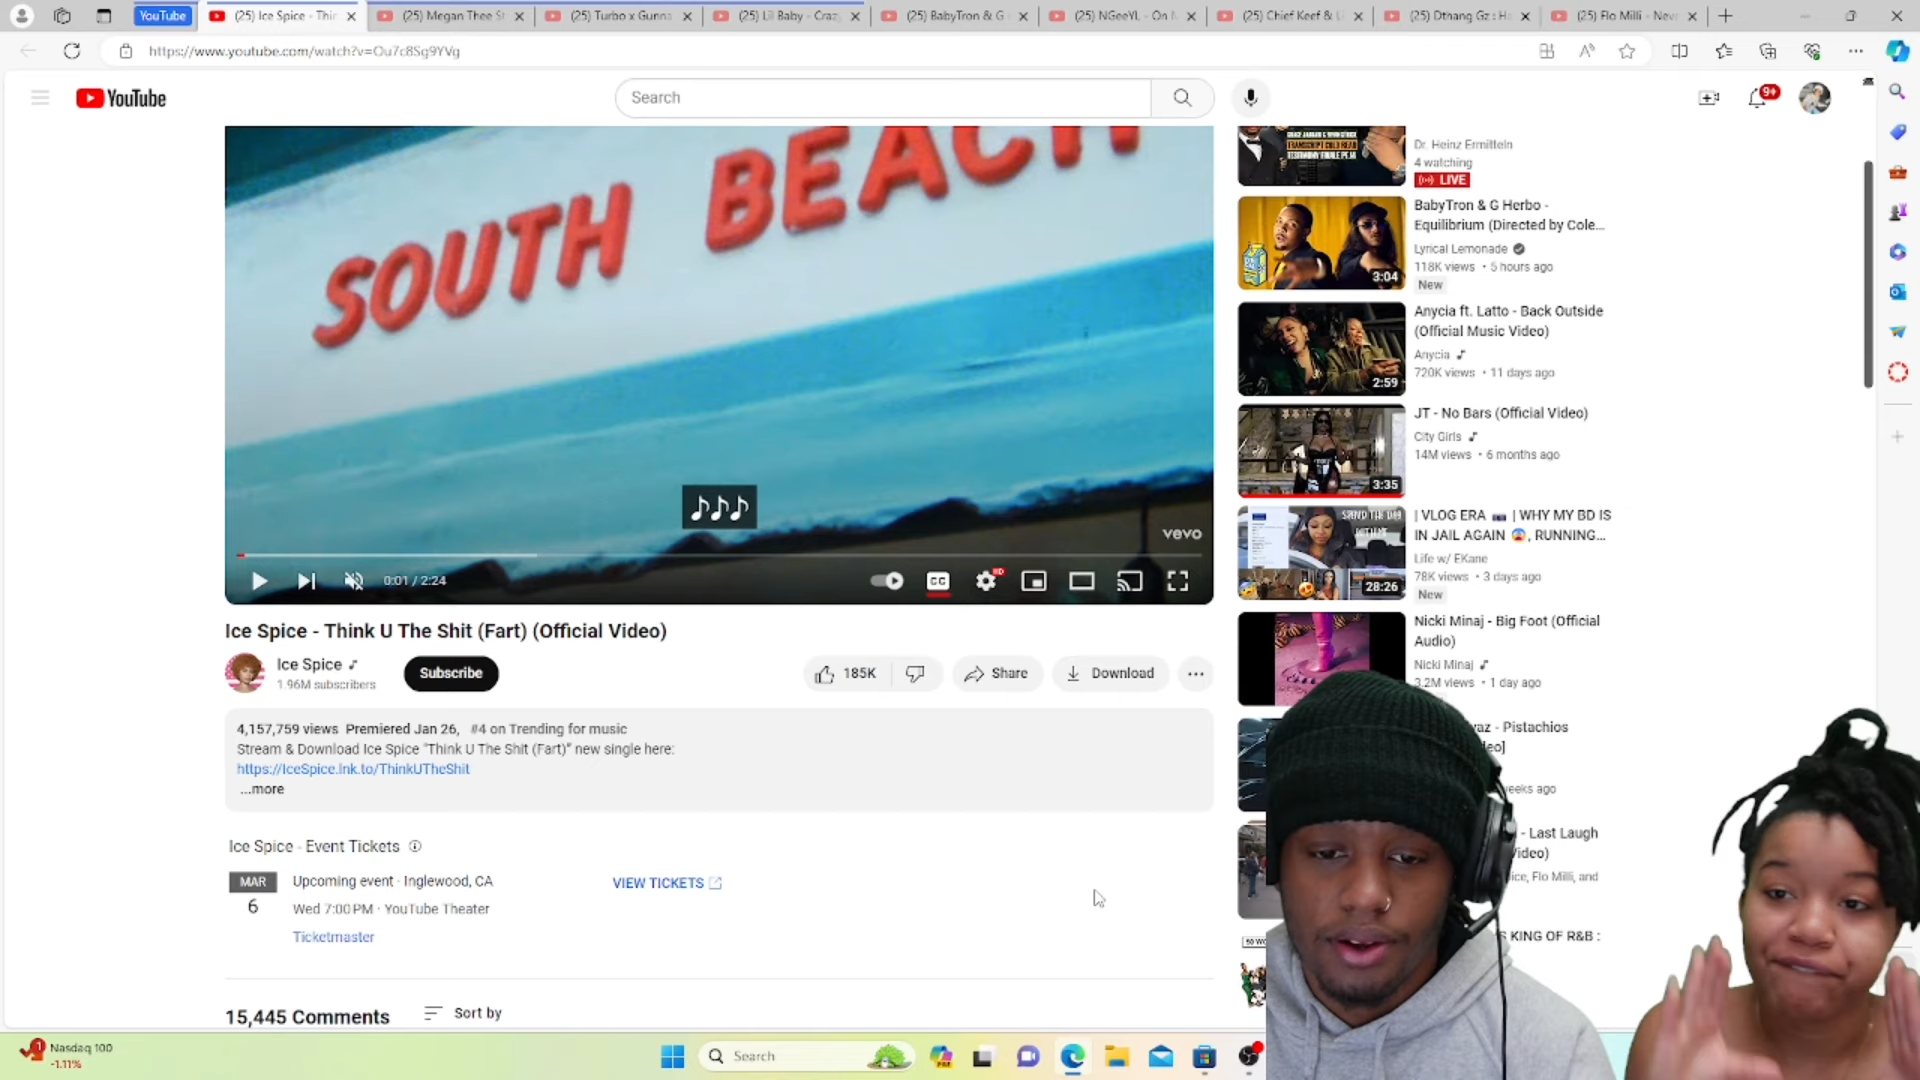 YouTube
(25) Ice Spice - Thin
(25) Megan Thee S
(25) Turbo x Gunna
(25) Lil Baby - Craz
(25) BabyTron & G
(25) NGeeYL - On
(25) Chief Keef & L
(25) Dthang Gz
(25) Flo Milli - Nev
https://www.youtube.com/watch?v=Ou7c8Sg9YVg
YouTube
Search
9+
SOUTH BEACH
♪♪♪
vevo
0:01 / 2:24
CC
HD
Ice Spice - Think U The Shit (Fart) (Official Video)
Ice Spice ♪
1.96M subscribers
Subscribe
185K
Share
Download
4,157,759 views Premiered Jan 26, #4 on Trending for music
Stream & Download Ice Spice "Think U The Shit (Fart)" new single here:
https://IceSpice.lnk.to/ThinkUTheShit
...more
Ice Spice - Event Tickets
MAR
6
Upcoming event · Inglewood, CA
Wed 7:00 PM · YouTube Theater
Ticketmaster
VIEW TICKETS
15,445 Comments
Sort by
Dr. Heinz Ermitteln
4 watching
LIVE
BabyTron & G Herbo -
Equilibrium (Directed by Cole...
Lyrical Lemonade
118K views • 5 hours ago
New
3:04
Anycia ft. Latto - Back Outside
(Official Music Video)
Anycia ♪
720K views • 11 days ago
2:59
JT - No Bars (Official Video)
City Girls ♪
14M views • 6 months ago
3:35
| VLOG ERA 📼 | WHY MY BD IS
IN JAIL AGAIN 😱, RUNNING...
Life w/ EKane
78K views • 3 days ago
New
SPEND THE DAY
28:26
Nicki Minaj - Big Foot (Official
Audio)
Nicki Minaj ♪
3.2M views • 1 day ago
- Pistachios
eeks ago
- Last Laugh
ice, Flo Milli, and
KING OF R&B :
Nasdaq 100
-1.11%
1
Search